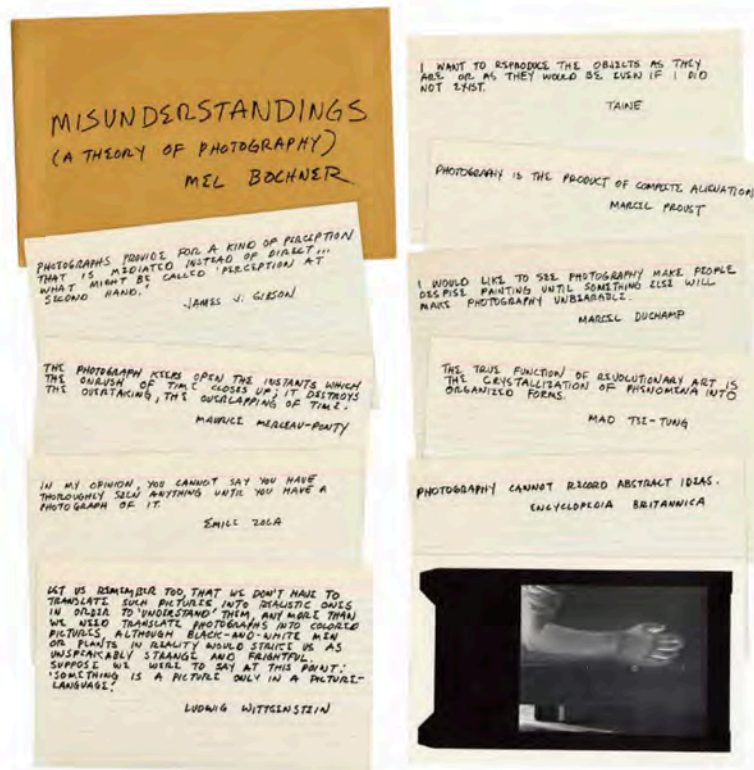 MISUNDERSTANDINGS
(A THEORY OF PHOTOGRAPHY)
MEL BOCHNER
PHOTOGRAPHS PROVIDE FOR A KIND OF PERCEPTION
THAT IS MEDIATED INSTEAD OF DIRECT...
WHAT MIGHT BE CALLED 'PERCEPTION AT
SECOND HAND.'
JAMES J. GIBSON
THE PHOTOGRAPH KEEPS OPEN THE INSTANTS WHICH
THE ONRUSH OF TIME CLOSES UP; IT DESTROYS
THE OVERTAKING, THE OVERLAPPING OF TIME.
MAURICE MERLEAU-PONTY
IN MY OPINION, YOU CANNOT SAY YOU HAVE
THOROUGHLY SEEN ANYTHING UNTIL YOU HAVE A
PHOTOGRAPH OF IT.
EMILE ZOLA
LET US REMEMBER TOO, THAT WE DON'T HAVE TO
TRANSLATE SUCH PICTURES INTO REALISTIC ONES
IN ORDER TO 'UNDERSTAND' THEM, ANY MORE THAN
WE NEED TRANSLATE PHOTOGRAPHS INTO COLORED
PICTURES, ALTHOUGH BLACK-AND-WHITE MEN
OR PLANTS IN REALITY WOULD STRIKE US AS
UNSPEAKABLY STRANGE AND FRIGHTFUL.
SUPPOSE WE WERE TO SAY AT THIS POINT:
'SOMETHING IS A PICTURE ONLY IN A PICTURE-
LANGUAGE.'
LUDWIG WITTGENSTEIN
I WANT TO REPRODUCE THE OBJECTS AS THEY
ARE OR AS THEY WOULD BE EVEN IF I DID
NOT EXIST.
TAINE
PHOTOGRAPHY IS THE PRODUCT OF COMPLETE ALIENATION
MARCEL PROUST
I WOULD LIKE TO SEE PHOTOGRAPHY MAKE PEOPLE
DESPISE PAINTING UNTIL SOMETHING ELSE WILL
MAKE PHOTOGRAPHY UNBEARABLE.
MARCEL DUCHAMP
THE TRUE FUNCTION OF REVOLUTIONARY ART IS
THE CRYSTALLIZATION OF PHENOMENA INTO
ORGANIZED FORMS.
MAO TSE-TUNG
PHOTOGRAPHY CANNOT RECORD ABSTRACT IDEAS.
ENCYCLOPEDIA BRITANNICA